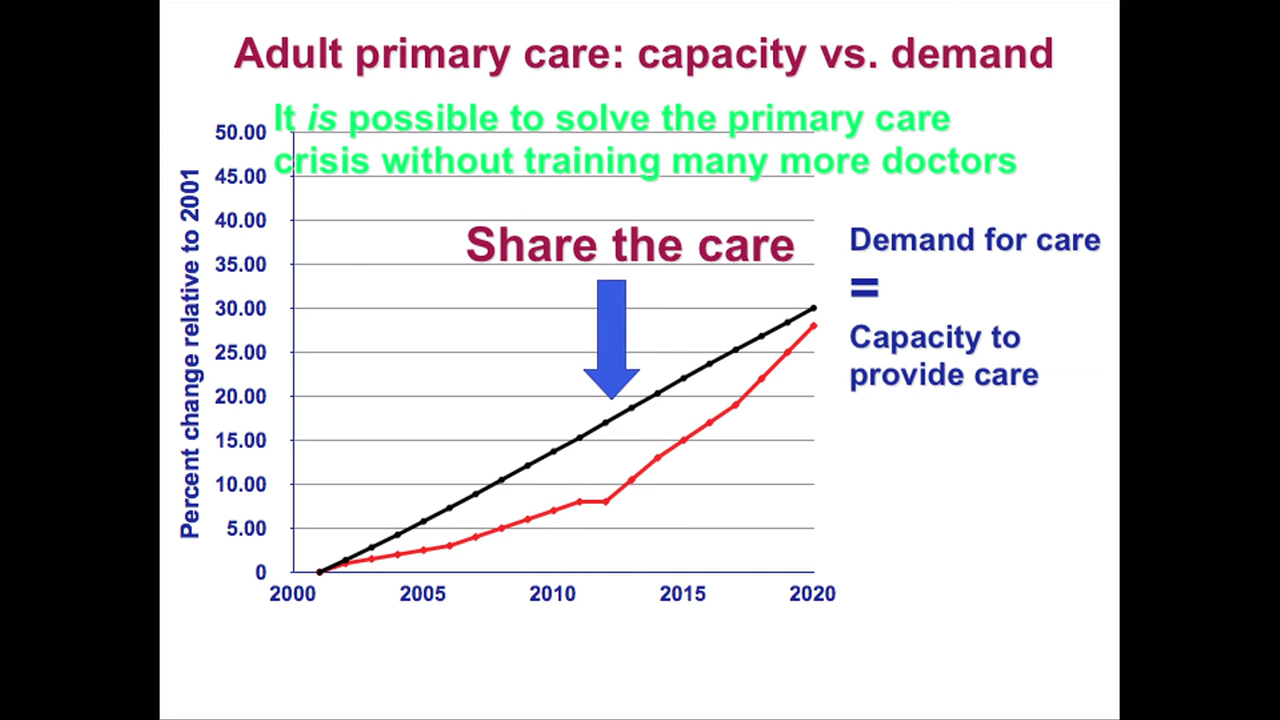 Adult primary care: capacity vs. demand
It is possible to solve the primary care
crisis without training many more doctors
Share the care
Demand for care
=
Capacity to
provide care
Percent change relative to 2001
50.00
45.00
40.00
35.00
30.00
25.00
20.00
15.00
10.00
5.00
0
2000 2005 2010 2015 2020